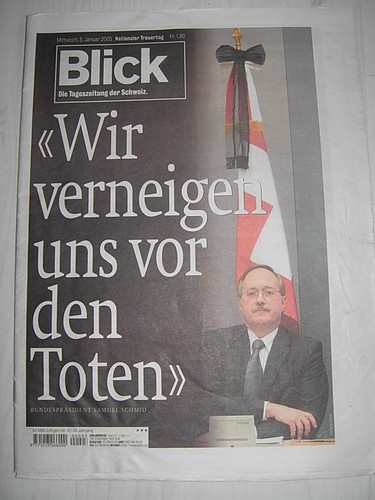 Mittwoch, 5. Januar 2005, Nationaler Trauertag Fr. 1.80
Blick
Die Tageszeitung der Schweiz.
«Wir
verneigen
uns vor
den
Toten»
BUNDESPRÄSIDENT SAMUEL SCHMID